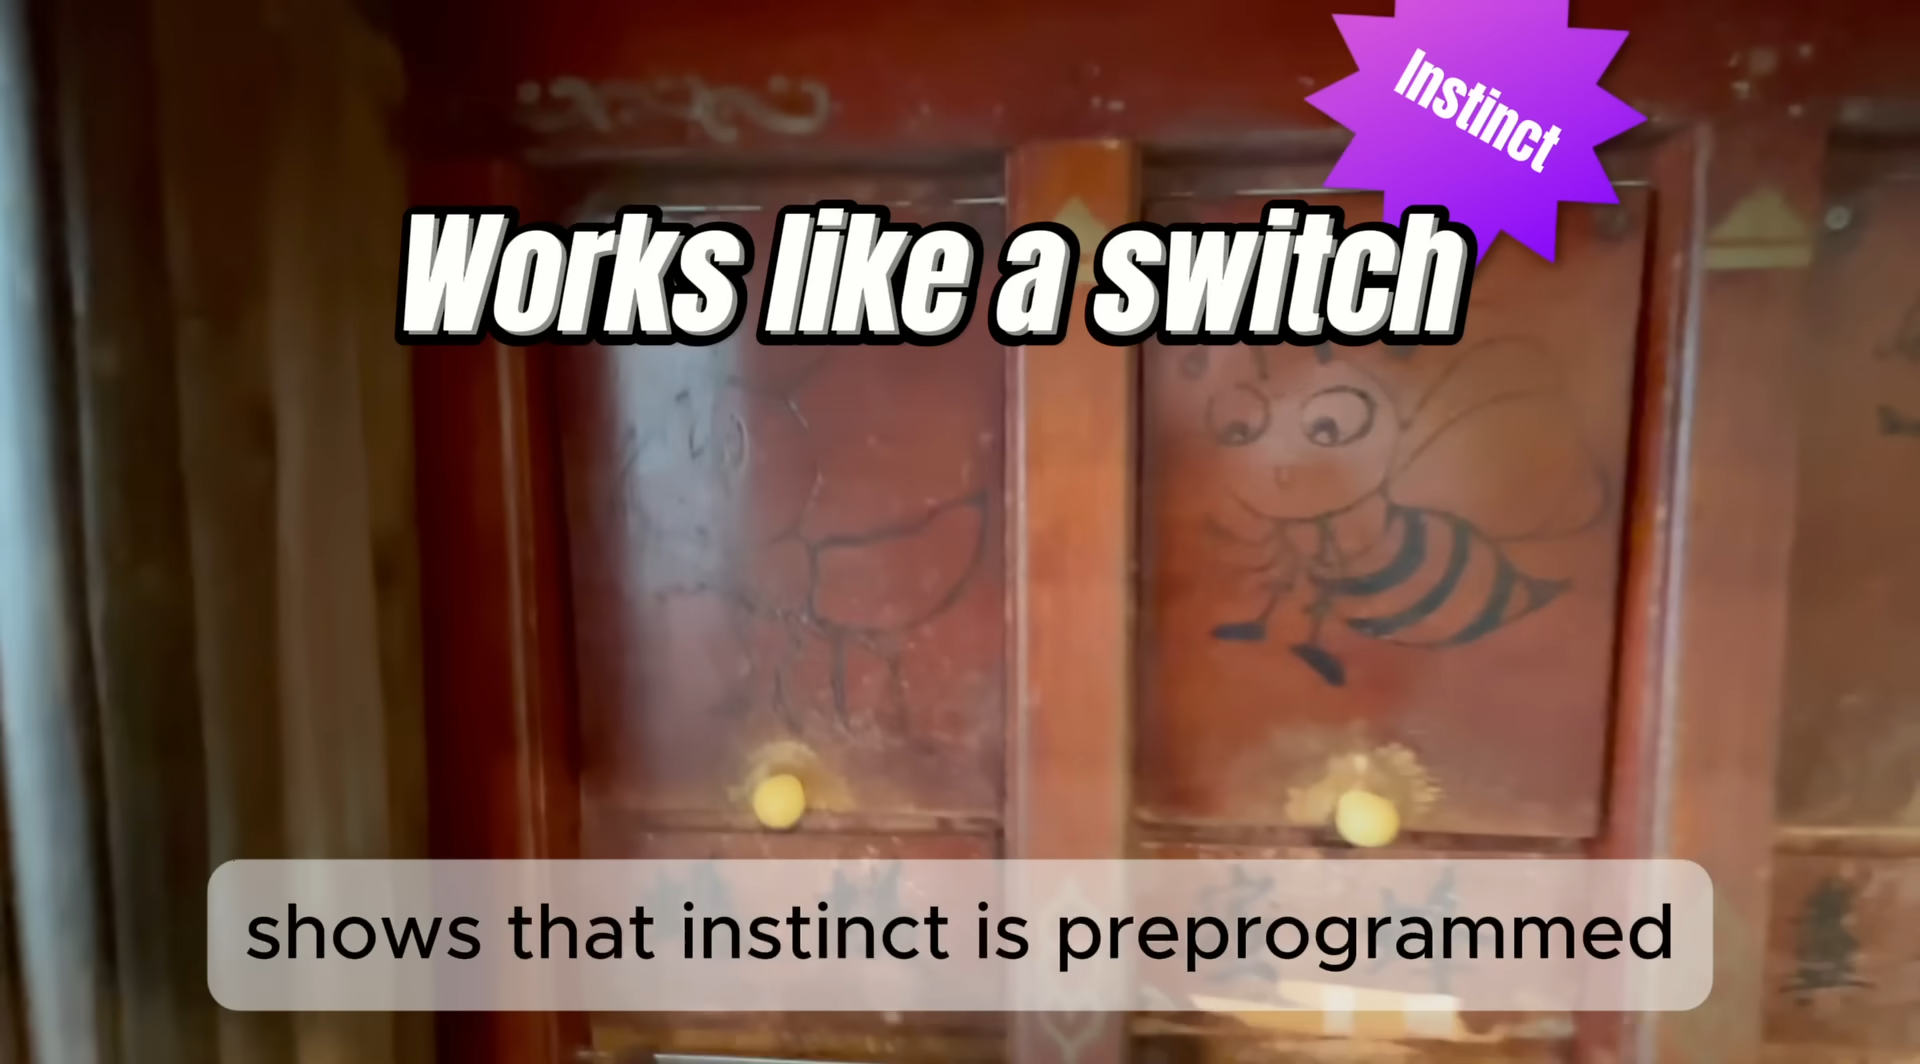 Instinct
Works like a switch
shows that instinct is preprogrammed